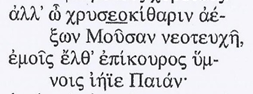 ἀλλ’ ὦ χρυσεοκίθαριν ἀέ-
ξων Μοῦσαν νεοτευχῆ,
ἐμοῖς ἔλθ’ ἐπίκουρος ὕμ-
νοις ἰήϊε Παιάν·